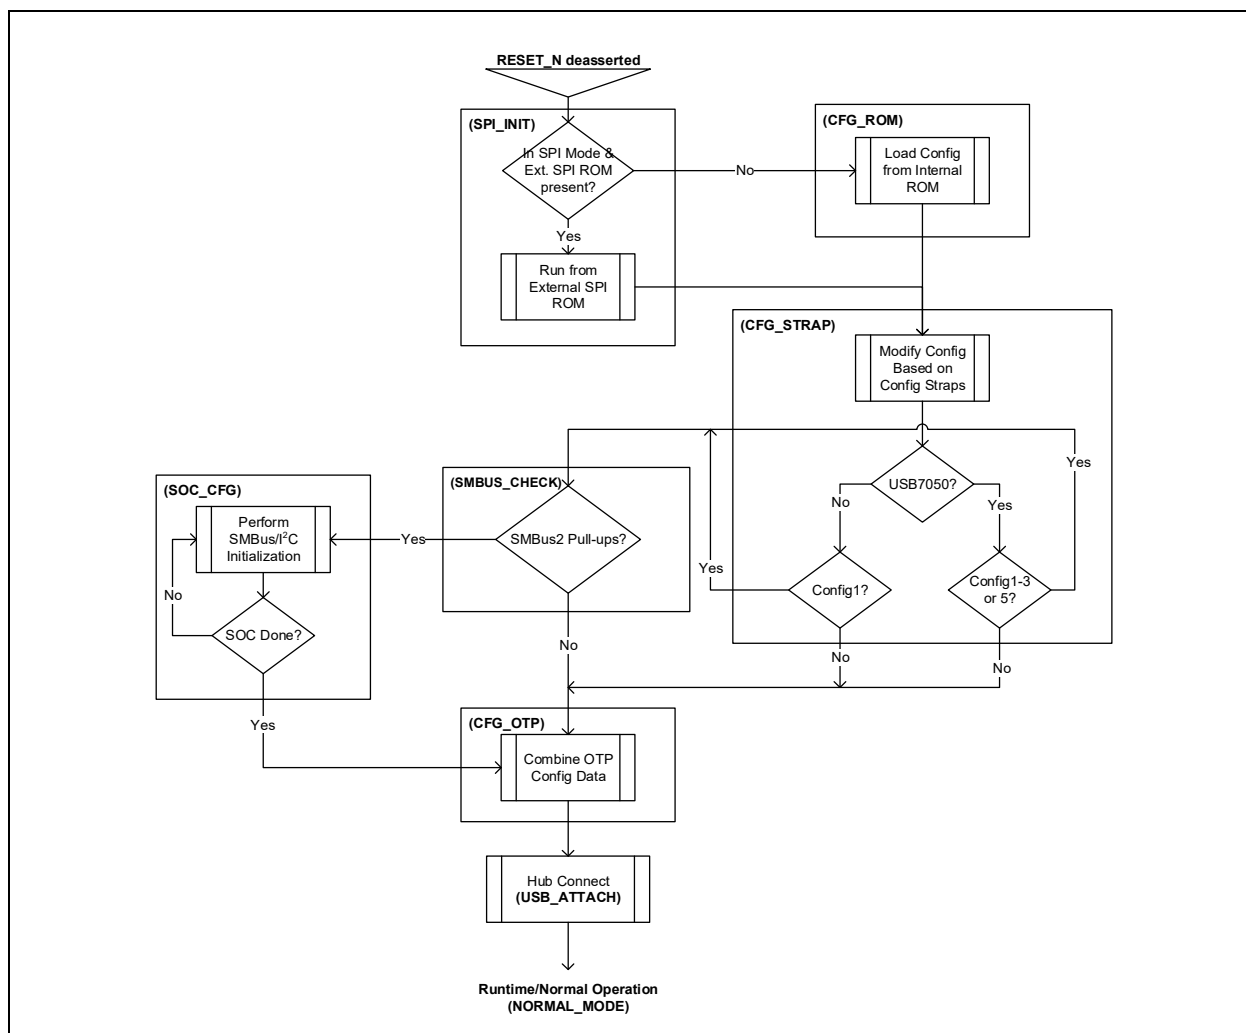 RESET_N deasserted
(SPI_INIT)
In SPI Mode &
Ext. SPI ROM
present?
No
(CFG_ROM)
Load Config
from Internal
ROM
Yes
Run from
External SPI
ROM
(CFG_STRAP)
Modify Config
Based on
Config Straps
USB7050?
No
Yes
Yes
Config1?
Config1-3
or 5?
Yes
No
No
(SMBUS_CHECK)
SMBus2 Pull-ups?
Yes
No
(SOC_CFG)
Perform
SMBus/I²C
Initialization
No
SOC Done?
Yes
(CFG_OTP)
Combine OTP
Config Data
Hub Connect
(USB_ATTACH)
Runtime/Normal Operation
(NORMAL_MODE)